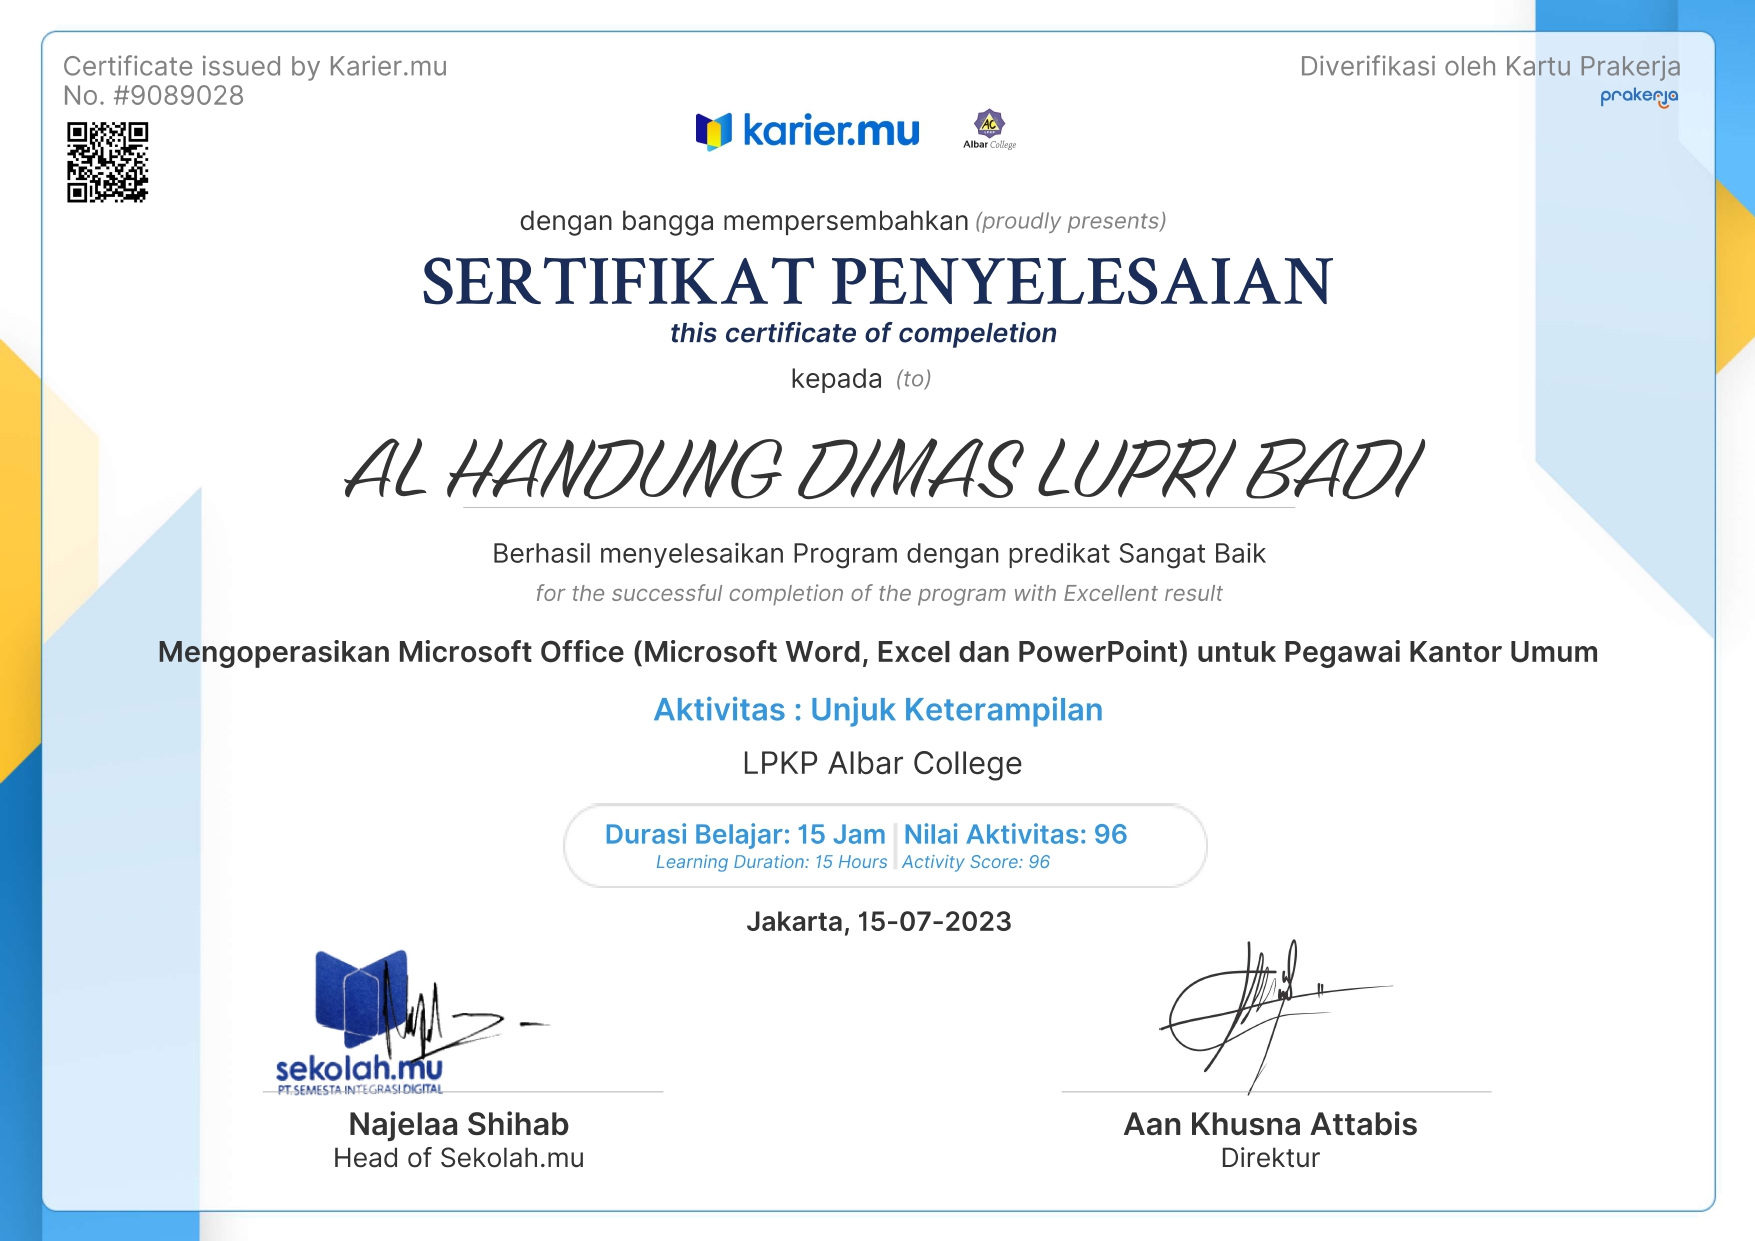 Certificate issued by Karier.mu
No. #9089028
Diverifikasi oleh Kartu Prakerja
prakerja
karier.mu
AC
Albar College
dengan bangga mempersembahkan (proudly presents)
SERTIFIKAT PENYELESAIAN
this certificate of compeletion
kepada (to)
AL HANDUNG DIMAS LUPRI BADI
Berhasil menyelesaikan Program dengan predikat Sangat Baik
for the successful completion of the program with Excellent result
Mengoperasikan Microsoft Office (Microsoft Word, Excel dan PowerPoint) untuk Pegawai Kantor Umum
Aktivitas : Unjuk Keterampilan
LPKP Albar College
Durasi Belajar: 15 Jam | Nilai Aktivitas: 96
Learning Duration: 15 Hours | Activity Score: 96
Jakarta, 15-07-2023
sekolah.mu
PT.SEMESTA INTEGRASI DIGITAL
Najelaa Shihab
Head of Sekolah.mu
Aan Khusna Attabis
Direktur